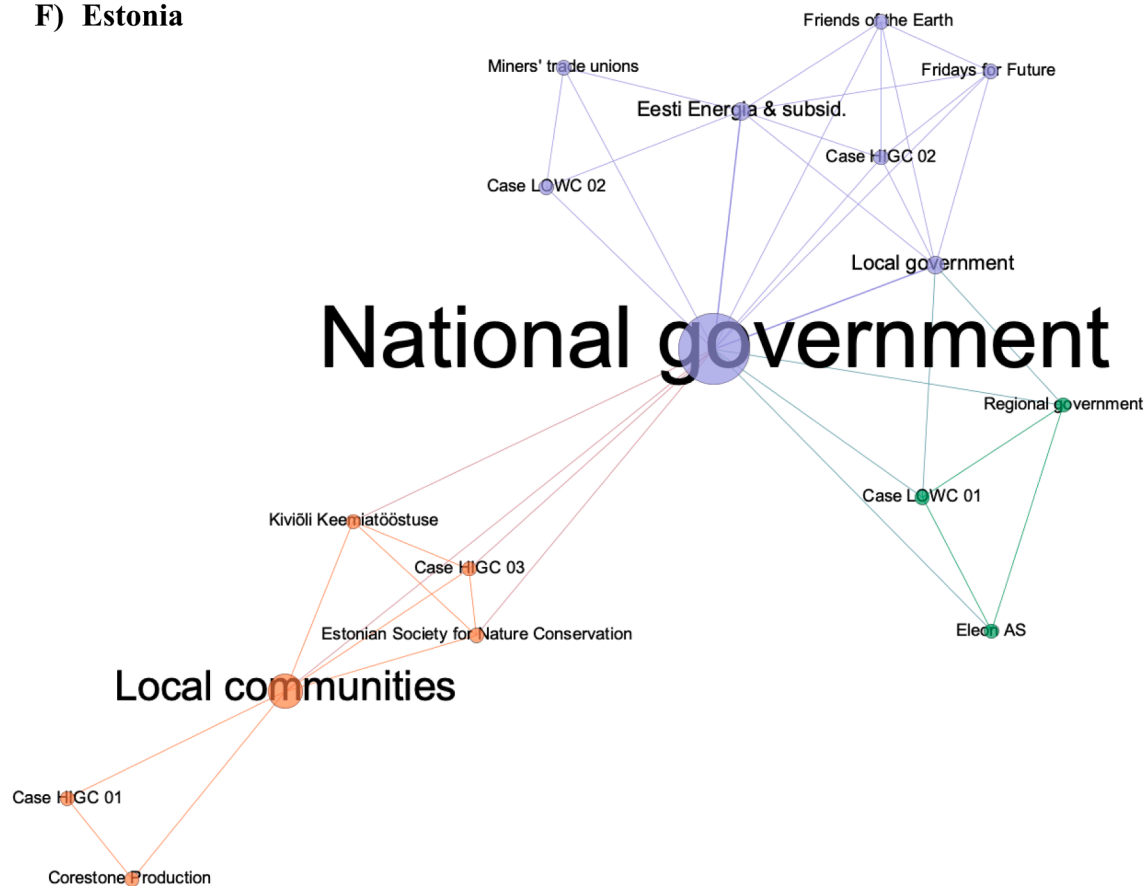 F) Estonia
Friends of the Earth
Miners' trade unions
Fridays for Future
Eesti Energia & subsid.
Case HIGC 02
Case LOWC 02
Local government
National government
Regional government
Case LOWC 01
Kiviõli Keemiatööstuse
Case HIGC 03
Estonian Society for Nature Conservation
Eleon AS
Local communities
Case HIGC 01
Corestone Production